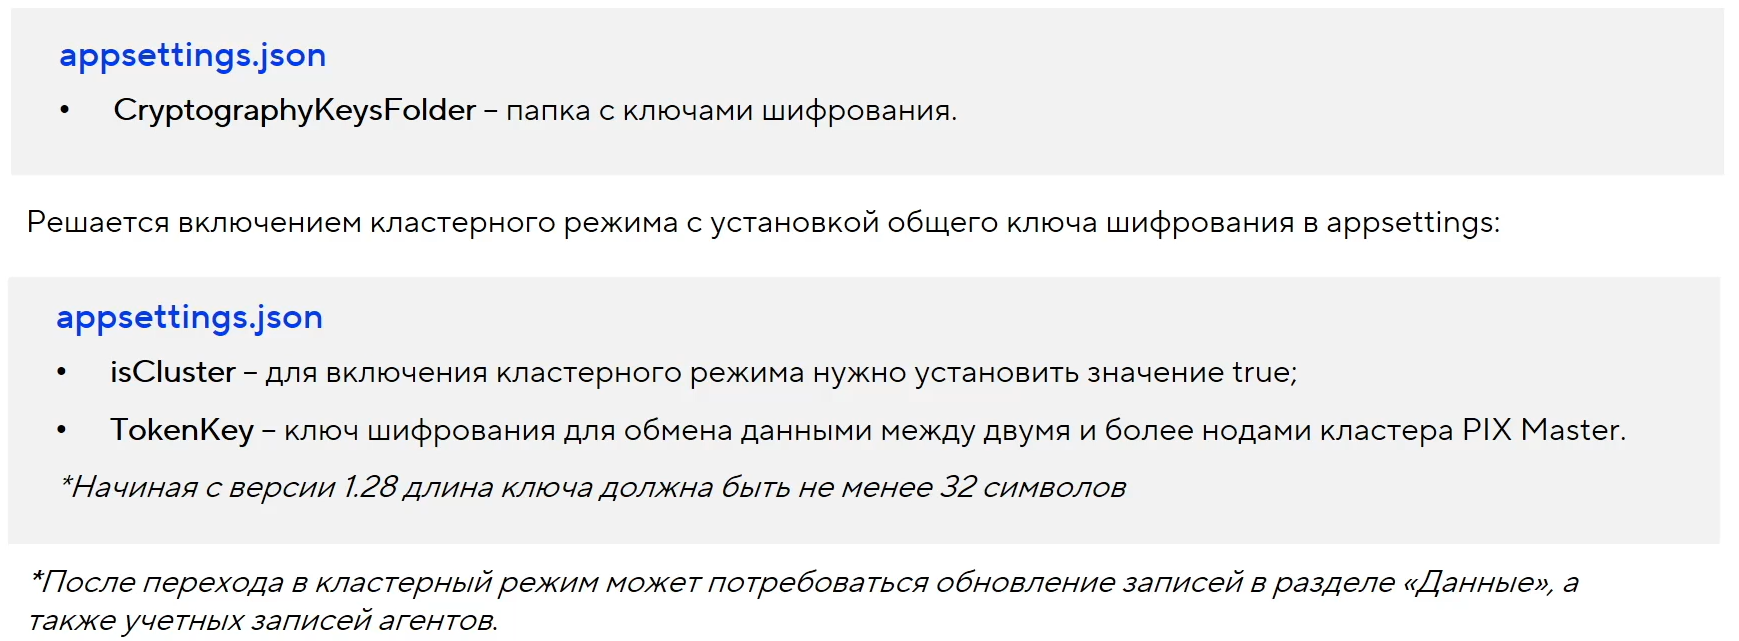 appsettings.json
• CryptographyKeysFolder – папка с ключами шифрования.
Решается включением кластерного режима с установкой общего ключа шифрования в appsettings:
appsettings.json
• isCluster – для включения кластерного режима нужно установить значение true;
• TokenKey – ключ шифрования для обмена данными между двумя и более нодами кластера PIX Master.
*Начиная с версии 1.28 длина ключа должна быть не менее 32 символов
*После перехода в кластерный режим может потребоваться обновление записей в разделе «Данные», а
также учетных записей агентов.